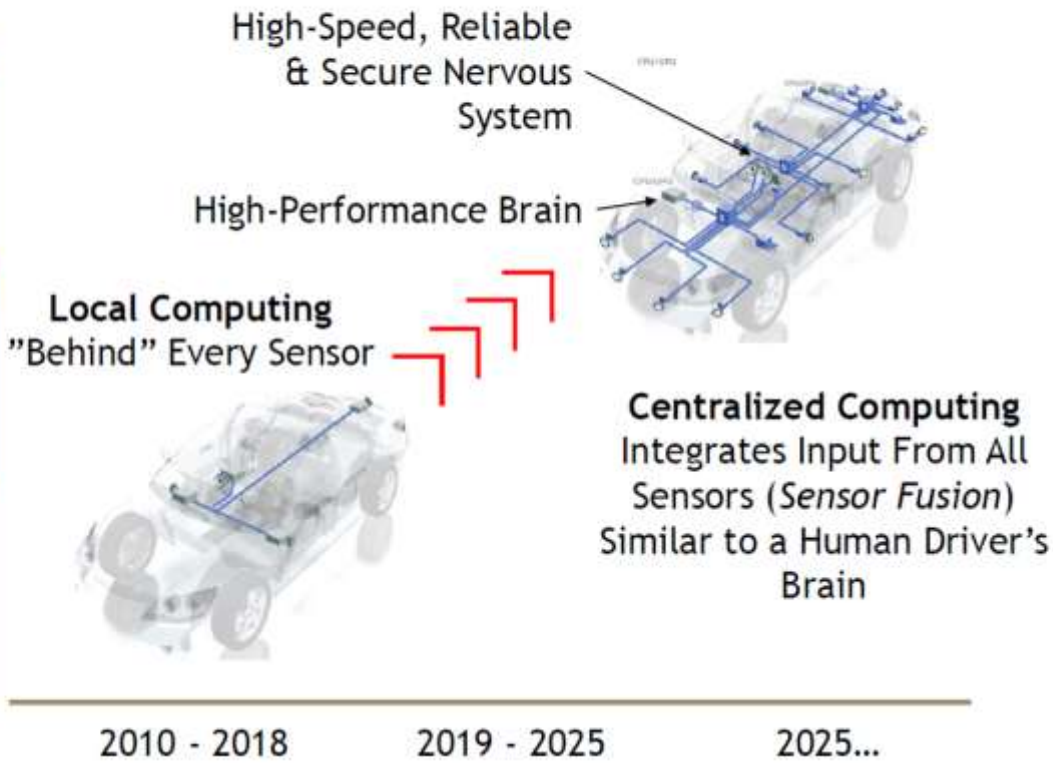 High-Speed, Reliable
& Secure Nervous
System
High-Performance Brain
Local Computing
”Behind” Every Sensor
Centralized Computing
Integrates Input From All
Sensors (Sensor Fusion)
Similar to a Human Driver’s
Brain
2010 - 2018
2019 - 2025
2025...